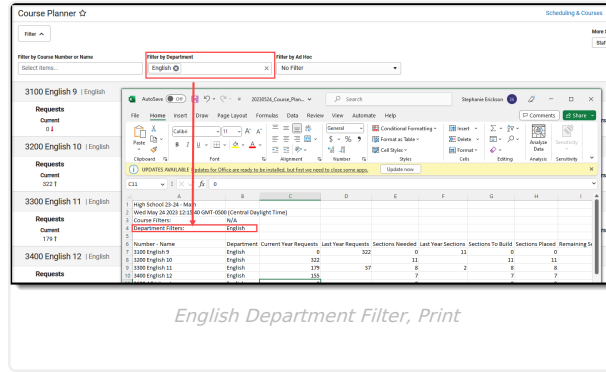 Course Planner ☆
Scheduling & Courses
Filter
More
Filter by Course Number or Name
Filter by Department
Filter by Ad Hoc
Select items...
English
No Filter
3100 English 9 | English
Requests
Current
0
3200 English 10 | English
Requests
Current
322
3300 English 11 | English
Requests
Current
179
3400 English 12 | English
Requests
AutoSave Off
20230524_Course_Plan...
Search
Stephanie Erickson
File Home Insert Draw Page Layout Formulas Data Review View Automate Help
Comments Share
Paste
Calibri 11
General
Conditional Formatting
Format as Table
Cell Styles
Insert
Delete
Format
Analyze Data
Sensitivity
Clipboard Font Alignment Number Styles Cells Editing Analysis Sensitivity
UPDATES AVAILABLE Updates for Office are ready to be installed, but first we need to close some apps. Update now
C11 fx 0
A B C D E F G H
1 High School 23-24 - Main
2 Wed May 24 2023 12:15:40 GMT-0500 (Central Daylight Time)
3 Course Filters: N/A
4 Department Filters: English
6 Number - Name Department Current Year Requests Last Year Requests Sections Needed Last Year Sections Sections To Build Sections Placed Remaining Se
7 3100 English 9 English 0 322 0 11 0 0
8 3200 English 10 English 322 11 11 11
9 3300 English 11 English 179 57 8 2 8 8
10 3400 English 12 English 155 7 7 7
English Department Filter, Print